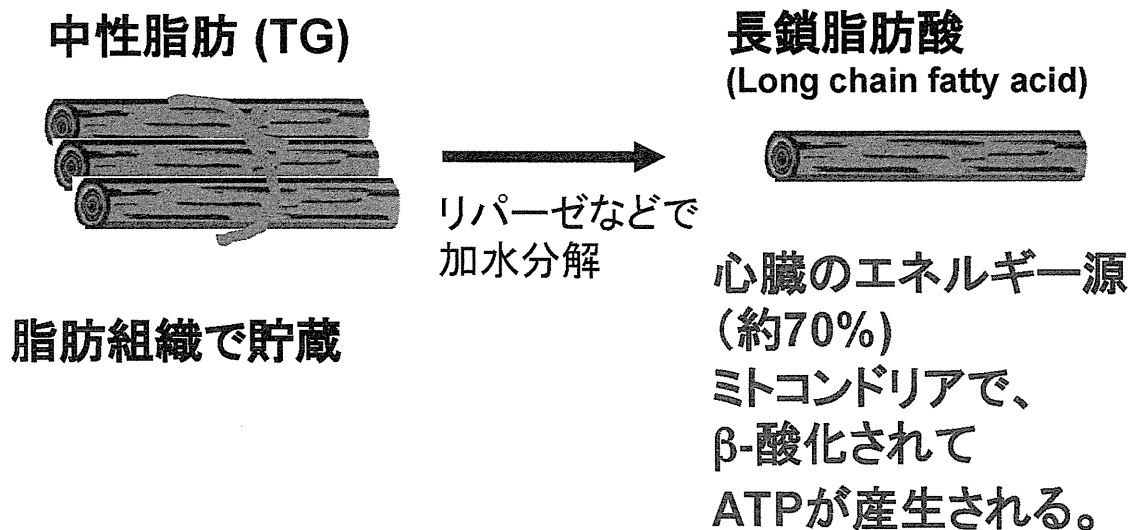 中性脂肪 (TG)
長鎖脂肪酸
(Long chain fatty acid)
リパーゼなどで
加水分解
脂肪組織で貯蔵
心臓のエネルギー源
（約70%)
ミトコンドリアで、
β-酸化されて
ATPが産生される。